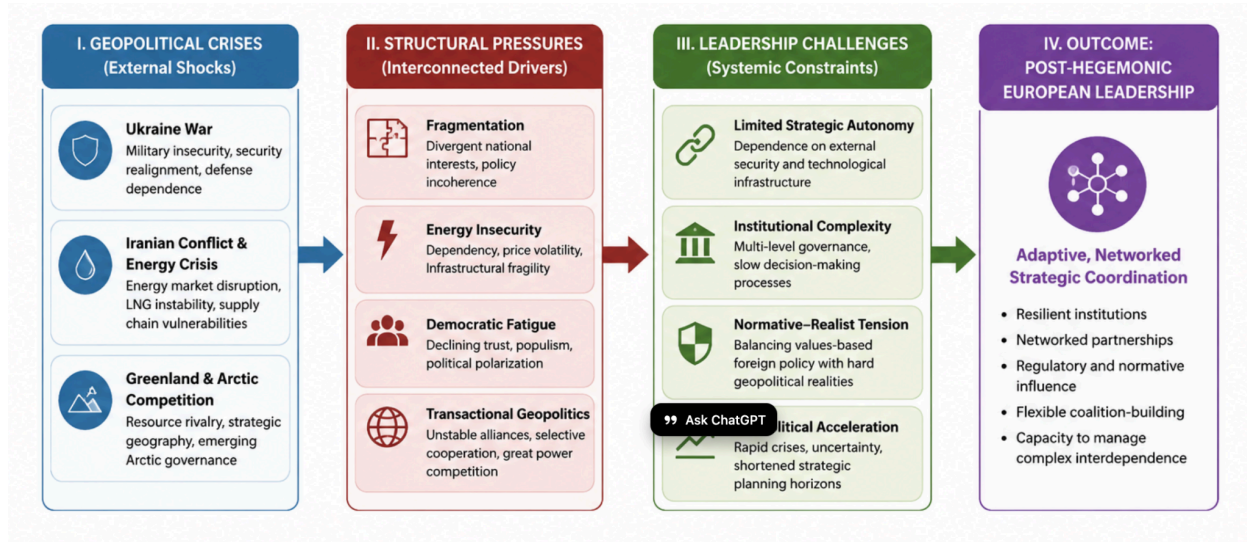 I. GEOPOLITICAL CRISES
(External Shocks)
Ukraine War
Military insecurity, security
realignment, defense
dependence
Iranian Conflict &
Energy Crisis
Energy market disruption,
LNG instability, supply
chain vulnerabilities
Greenland & Arctic
Competition
Resource rivalry, strategic
geography, emerging
Arctic governance
II. STRUCTURAL PRESSURES
(Interconnected Drivers)
Fragmentation
Divergent national
interests, policy
incoherence
Energy Insecurity
Dependency, price volatility,
Infrastructural fragility
Democratic Fatigue
Declining trust, populism,
political polarization
Transactional Geopolitics
Unstable alliances, selective
cooperation, great power
competition
III. LEADERSHIP CHALLENGES
(Systemic Constraints)
Limited Strategic Autonomy
Dependence on external
security and technological
infrastructure
Institutional Complexity
Multi-level governance,
slow decision-making
processes
Normative–Realist Tension
Balancing values-based
foreign policy with hard
geopolitical realities
Ask ChatGPT
Acceleration
Rapid crises, uncertainty,
shortened strategic
planning horizons
IV. OUTCOME:
POST-HEGEMONIC
EUROPEAN LEADERSHIP
Adaptive, Networked
Strategic Coordination
• Resilient institutions
• Networked partnerships
• Regulatory and normative
influence
• Flexible coalition-building
• Capacity to manage
complex interdependence